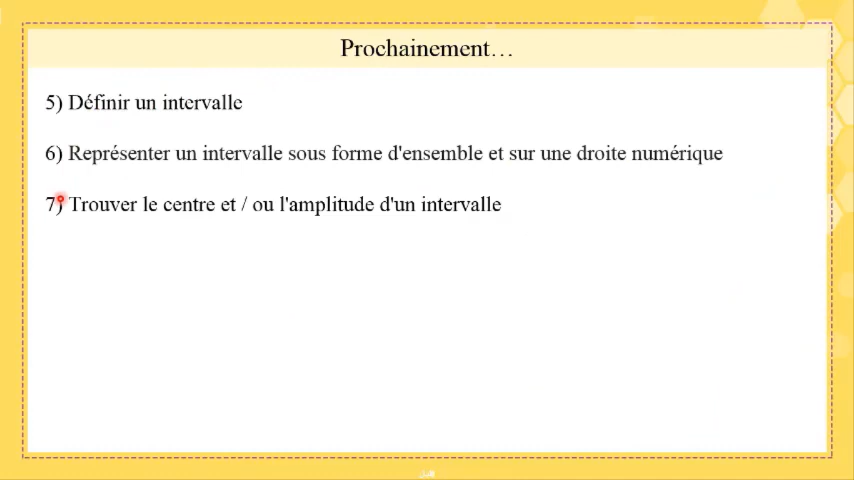 Prochainement…
5) Définir un intervalle
6) Représenter un intervalle sous forme d'ensemble et sur une droite numérique
7) Trouver le centre et / ou l'amplitude d'un intervalle